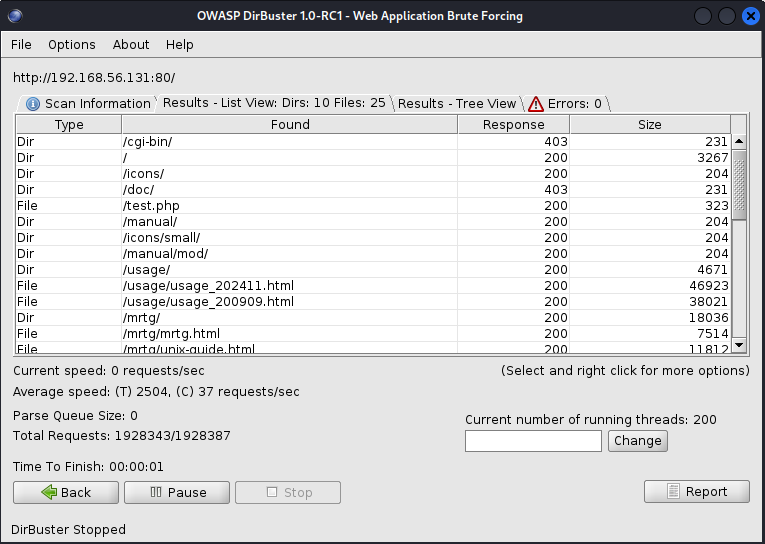 OWASP DirBuster 1.0-RC1 - Web Application Brute Forcing
File Options About Help
http://192.168.56.131:80/
Scan Information Results - List View: Dirs: 10 Files: 25 Results - Tree View Errors: 0
Type Found Response Size
Dir /cgi-bin/ 403 231
Dir / 200 3267
Dir /icons/ 200 204
Dir /doc/ 403 231
File /test.php 200 323
Dir /manual/ 200 204
Dir /icons/small/ 200 204
Dir /manual/mod/ 200 204
Dir /usage/ 200 4671
File /usage/usage_202411.html 200 46923
File /usage/usage_200909.html 200 38021
Dir /mrtg/ 200 18036
File /mrtg/mrtg.html 200 7514
File /mrtg/unix-guide.html 200 11812
Current speed: 0 requests/sec (Select and right click for more options)
Average speed: (T) 2504, (C) 37 requests/sec
Parse Queue Size: 0 Current number of running threads: 200
Total Requests: 1928343/1928387 Change
Time To Finish: 00:00:01
Back Pause Stop Report
DirBuster Stopped